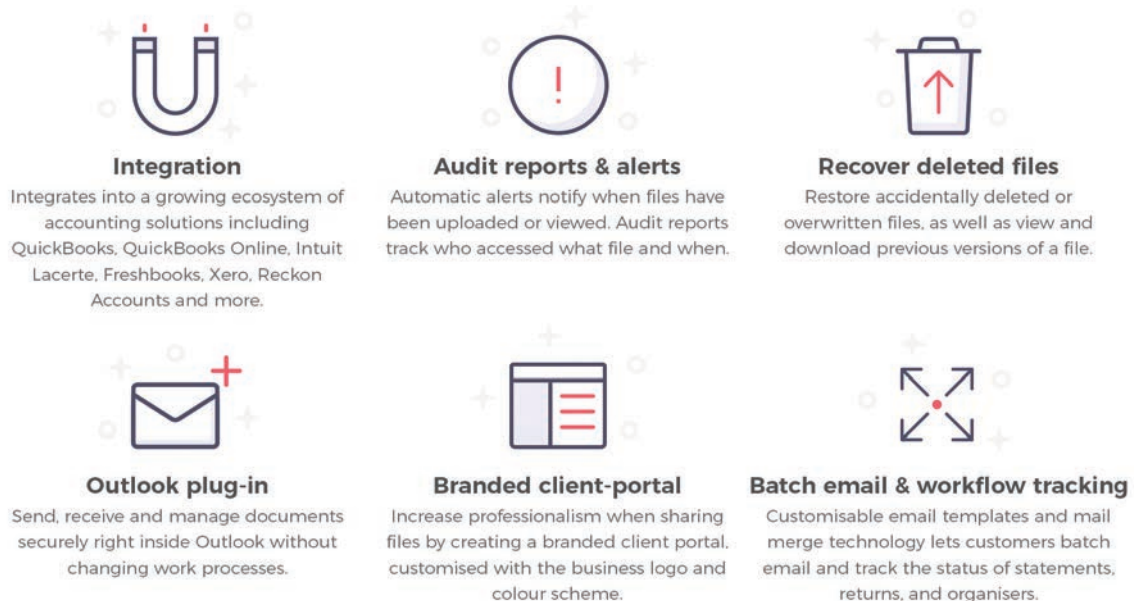 Integration
Integrates into a growing ecosystem of
accounting solutions including
QuickBooks, QuickBooks Online, Intuit
Lacerte, Freshbooks, Xero, Reckon
Accounts and more.
Audit reports & alerts
Automatic alerts notify when files have
been uploaded or viewed. Audit reports
track who accessed what file and when.
Recover deleted files
Restore accidentally deleted or
overwritten files, as well as view and
download previous versions of a file.
Outlook plug-in
Send, receive and manage documents
securely right inside Outlook without
changing work processes.
Branded client-portal
Increase professionalism when sharing
files by creating a branded client portal,
customised with the business logo and
colour scheme.
Batch email & workflow tracking
Customisable email templates and mail
merge technology lets customers batch
email and track the status of statements,
returns, and organisers.